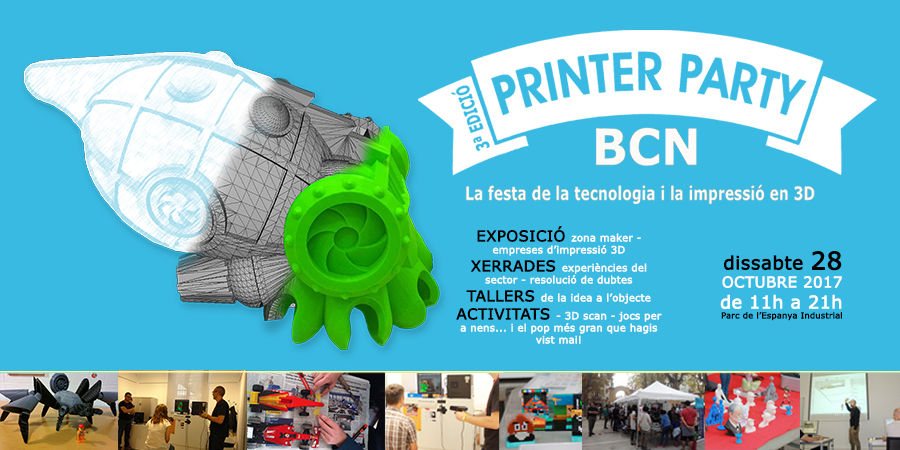 3a EDICIÓ
PRINTER PARTY
BCN
La festa de la tecnologia i la impressió en 3D
EXPOSICIÓ zona maker -
empreses d'impressió 3D
XERRADES experiències del
sector - resolució de dubtes
TALLERS de la idea a l'objecte
ACTIVITATS - 3D scan - jocs per
a nens... i el pop més gran que hagis
vist mai!
dissabte 28
OCTUBRE 2017
de 11h a 21h
Parc de l'Espanya Industrial